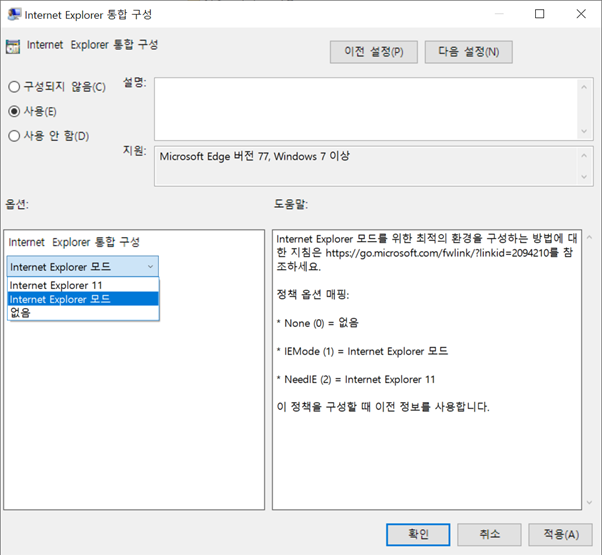 Internet Explorer 통합 구성
Internet Explorer 통합 구성
이전 설정(P)
다음 설정(N)
구성되지 않음(C)
사용(E)
사용 안 함(D)
설명:
지원:
Microsoft Edge 버전 77, Windows 7 이상
옵션:
도움말:
Internet Explorer 통합 구성
Internet Explorer 모드
Internet Explorer 11
Internet Explorer 모드
없음
Internet Explorer 모드를 위한 최적의 환경을 구성하는 방법에 대
한 지침은 https://go.microsoft.com/fwlink/?linkid=2094210를 참
조하세요.
정책 옵션 매핑:
* None (0) = 없음
* IEMode (1) = Internet Explorer 모드
* NeedIE (2) = Internet Explorer 11
이 정책을 구성할 때 이전 정보를 사용합니다.
확인
취소
적용(A)